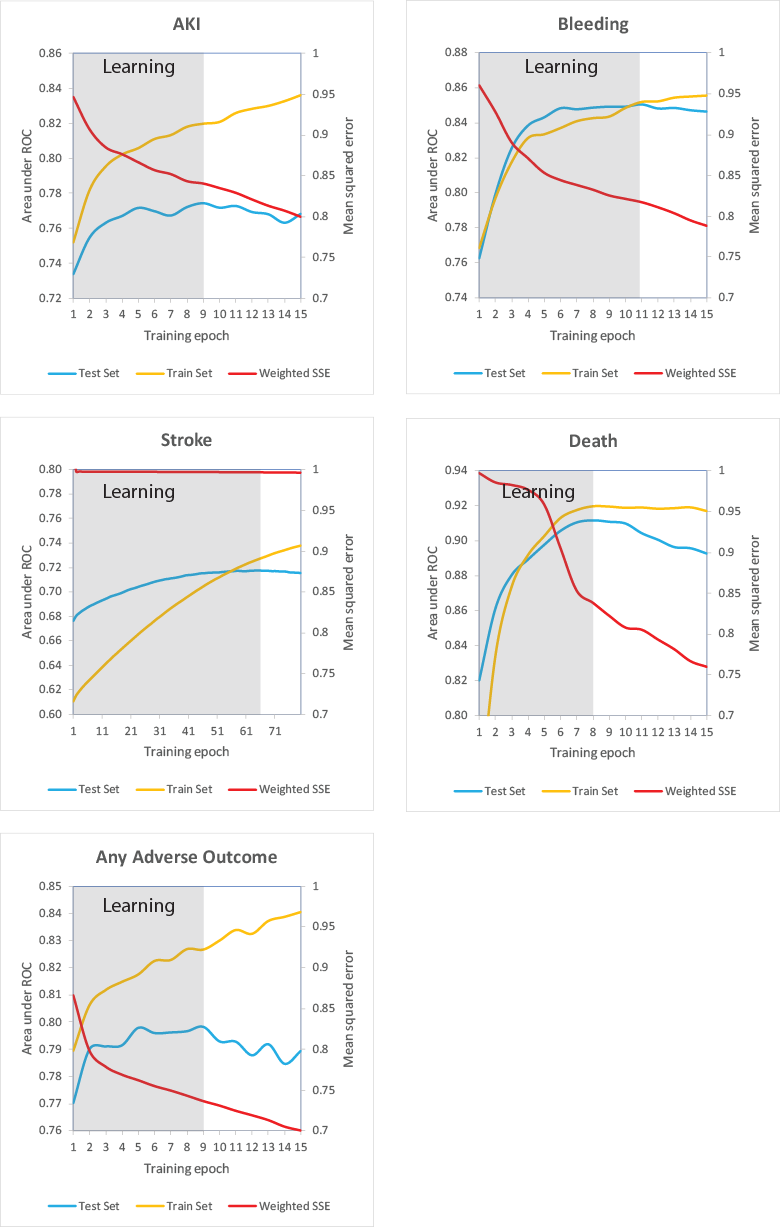 AKI
Learning
0.86
0.84
0.82
0.80
0.78
0.76
0.74
0.72
1
0.95
0.9
0.85
0.8
0.75
0.7
Area under ROC
Mean squared error
1 2 3 4 5 6 7 8 9 10 11 12 13 14 15
Training epoch
Test Set Train Set Weighted SSE
Bleeding
Learning
0.88
0.86
0.84
0.82
0.80
0.78
0.76
0.74
1
0.95
0.9
0.85
0.8
0.75
0.7
Area under ROC
Mean squared error
1 2 3 4 5 6 7 8 9 10 11 12 13 14 15
Training epoch
Test Set Train Set Weighted SSE
Stroke
Learning
0.80
0.78
0.76
0.74
0.72
0.70
0.68
0.66
0.64
0.62
0.60
1
0.95
0.9
0.85
0.8
0.75
0.7
Area under ROC
Mean squared error
1 11 21 31 41 51 61 71
Training epoch
Test Set Train Set Weighted SSE
Death
Learning
0.94
0.92
0.90
0.88
0.86
0.84
0.82
0.80
1
0.95
0.9
0.85
0.8
0.75
0.7
Area under ROC
Mean squared error
1 2 3 4 5 6 7 8 9 10 11 12 13 14 15
Training epoch
Test Set Train Set Weighted SSE
Any Adverse Outcome
Learning
0.85
0.84
0.83
0.82
0.81
0.80
0.79
0.78
0.77
0.76
1
0.95
0.9
0.85
0.8
0.75
0.7
Area under ROC
Mean squared error
1 2 3 4 5 6 7 8 9 10 11 12 13 14 15
Training epoch
Test Set Train Set Weighted SSE